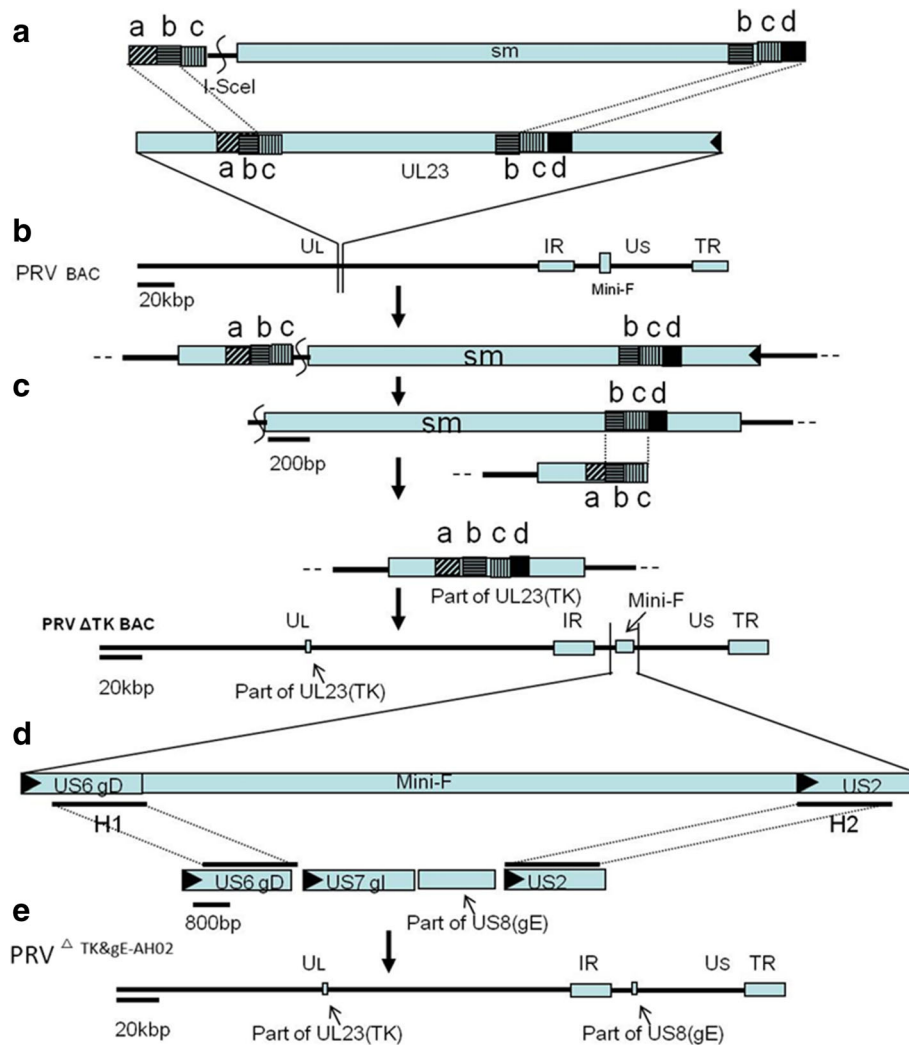 a
a b c
b c d
sm
I-SceI
a b c
UL23
b c d
b
UL
IR
US
TR
PRV BAC
Mini-F
20kbp
a b c
b c d
-- --
sm
c
b c d
sm
--
200bp
--
a b c
a b c d
-- --
Part of UL23(TK)
Mini-F
PRV ΔTK BAC
UL
IR
US
TR
20kbp
Part of UL23(TK)
d
US6 gD
Mini-F
US2
H1
H2
US6 gD
US7 gI
US2
800bp
Part of US8(gE)
e
PRV Δ TK&gE-AH02
UL
IR
US
TR
20kbp
Part of UL23(TK)
Part of US8(gE)